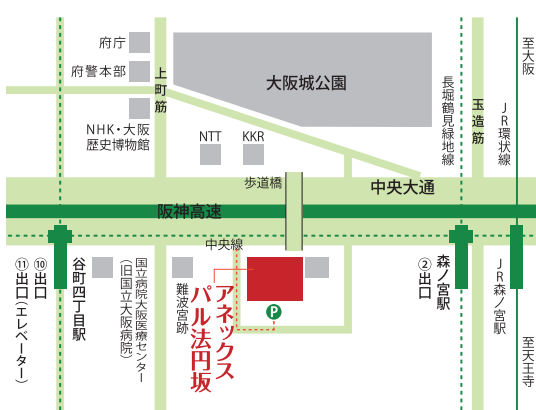 府庁
府警本部
NHK・大阪
歴史博物館
上町筋
大阪城公園
NTT
KKR
長堀鶴見緑地線
玉造筋
JR環状線
至大阪
歩道橋
中央大通
阪神高速
中央線
⑪出口(エレベーター)
⑩出口
谷町四丁目駅
(旧国立大阪病院)
国立病院大阪医療センター
難波宮跡
アネックス
パル法円坂
P
②出口
森ノ宮駅
JR森ノ宮駅
至天王寺